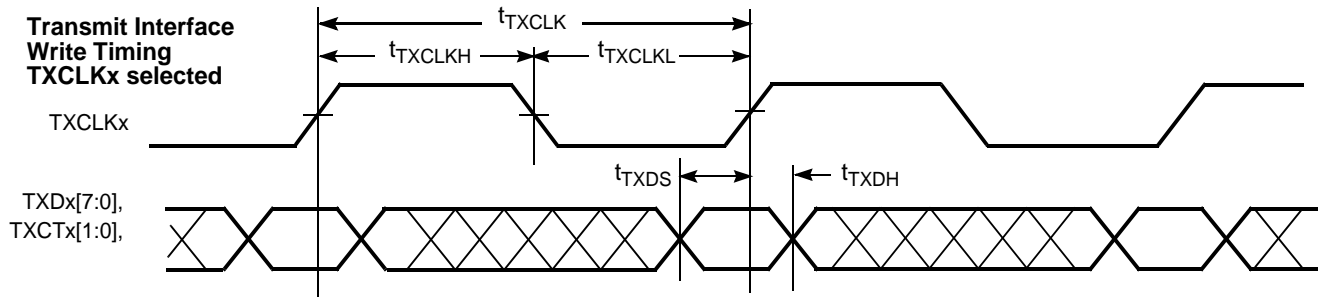 Transmit Interface
Write Timing
TXCLKx selected
tTXCLK
tTXCLKH
tTXCLKL
TXCLKx
tTXDS
tTXDH
TXDx[7:0],
TXCTx[1:0],